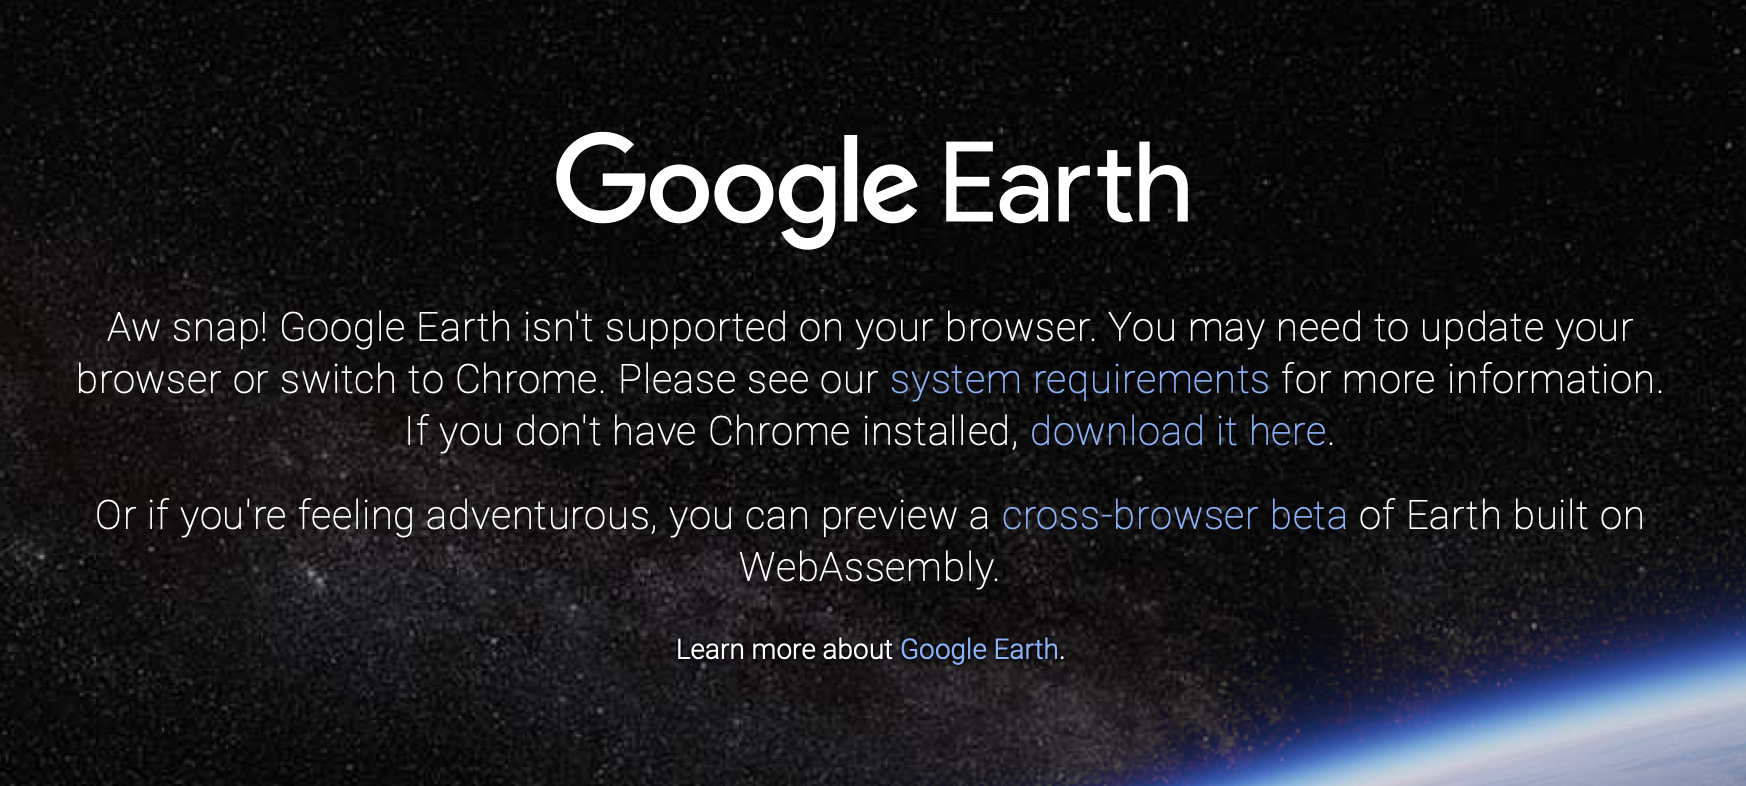 Google Earth
Aw snap! Google Earth isn't supported on your browser. You may need to update your
browser or switch to Chrome. Please see our system requirements for more information.
If you don't have Chrome installed, download it here.
Or if you're feeling adventurous, you can preview a cross-browser beta of Earth built on
WebAssembly.
Learn more about Google Earth.